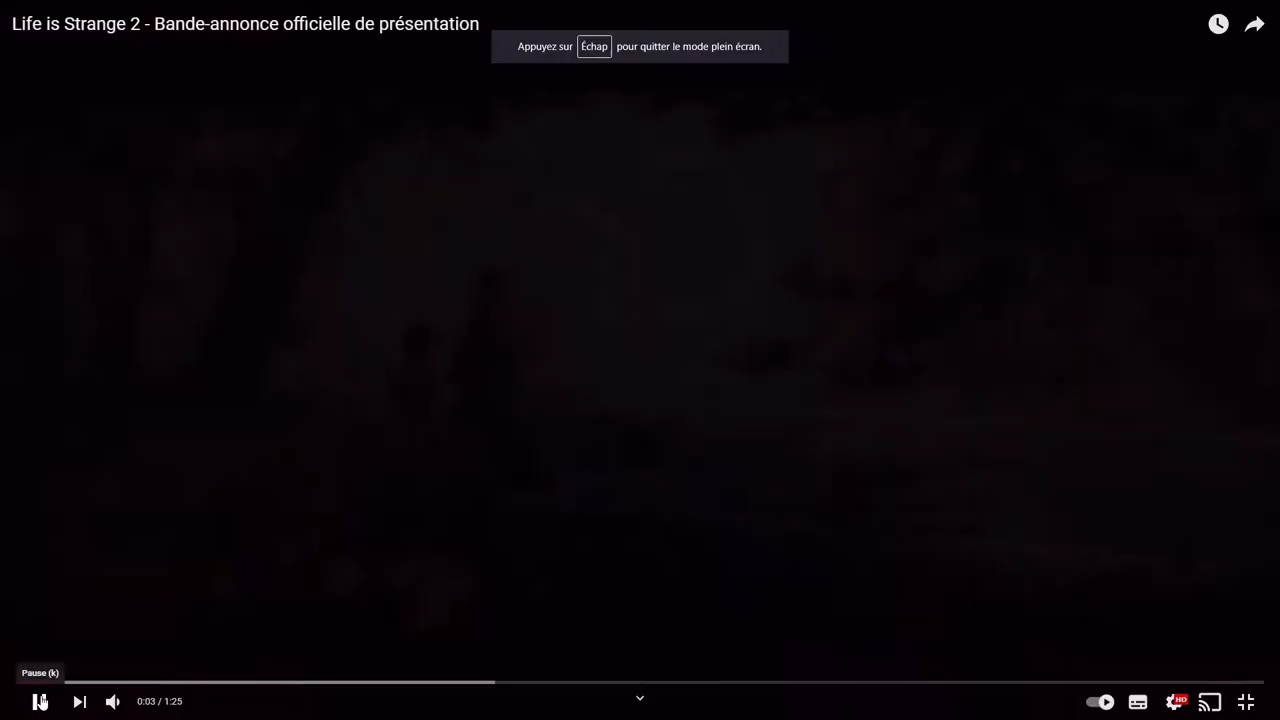 Life is Strange 2 - Bande-annonce officielle de présentation
Appuyez sur Échap pour quitter le mode plein écran.
Pause (k)
0:03 / 1:25
HD